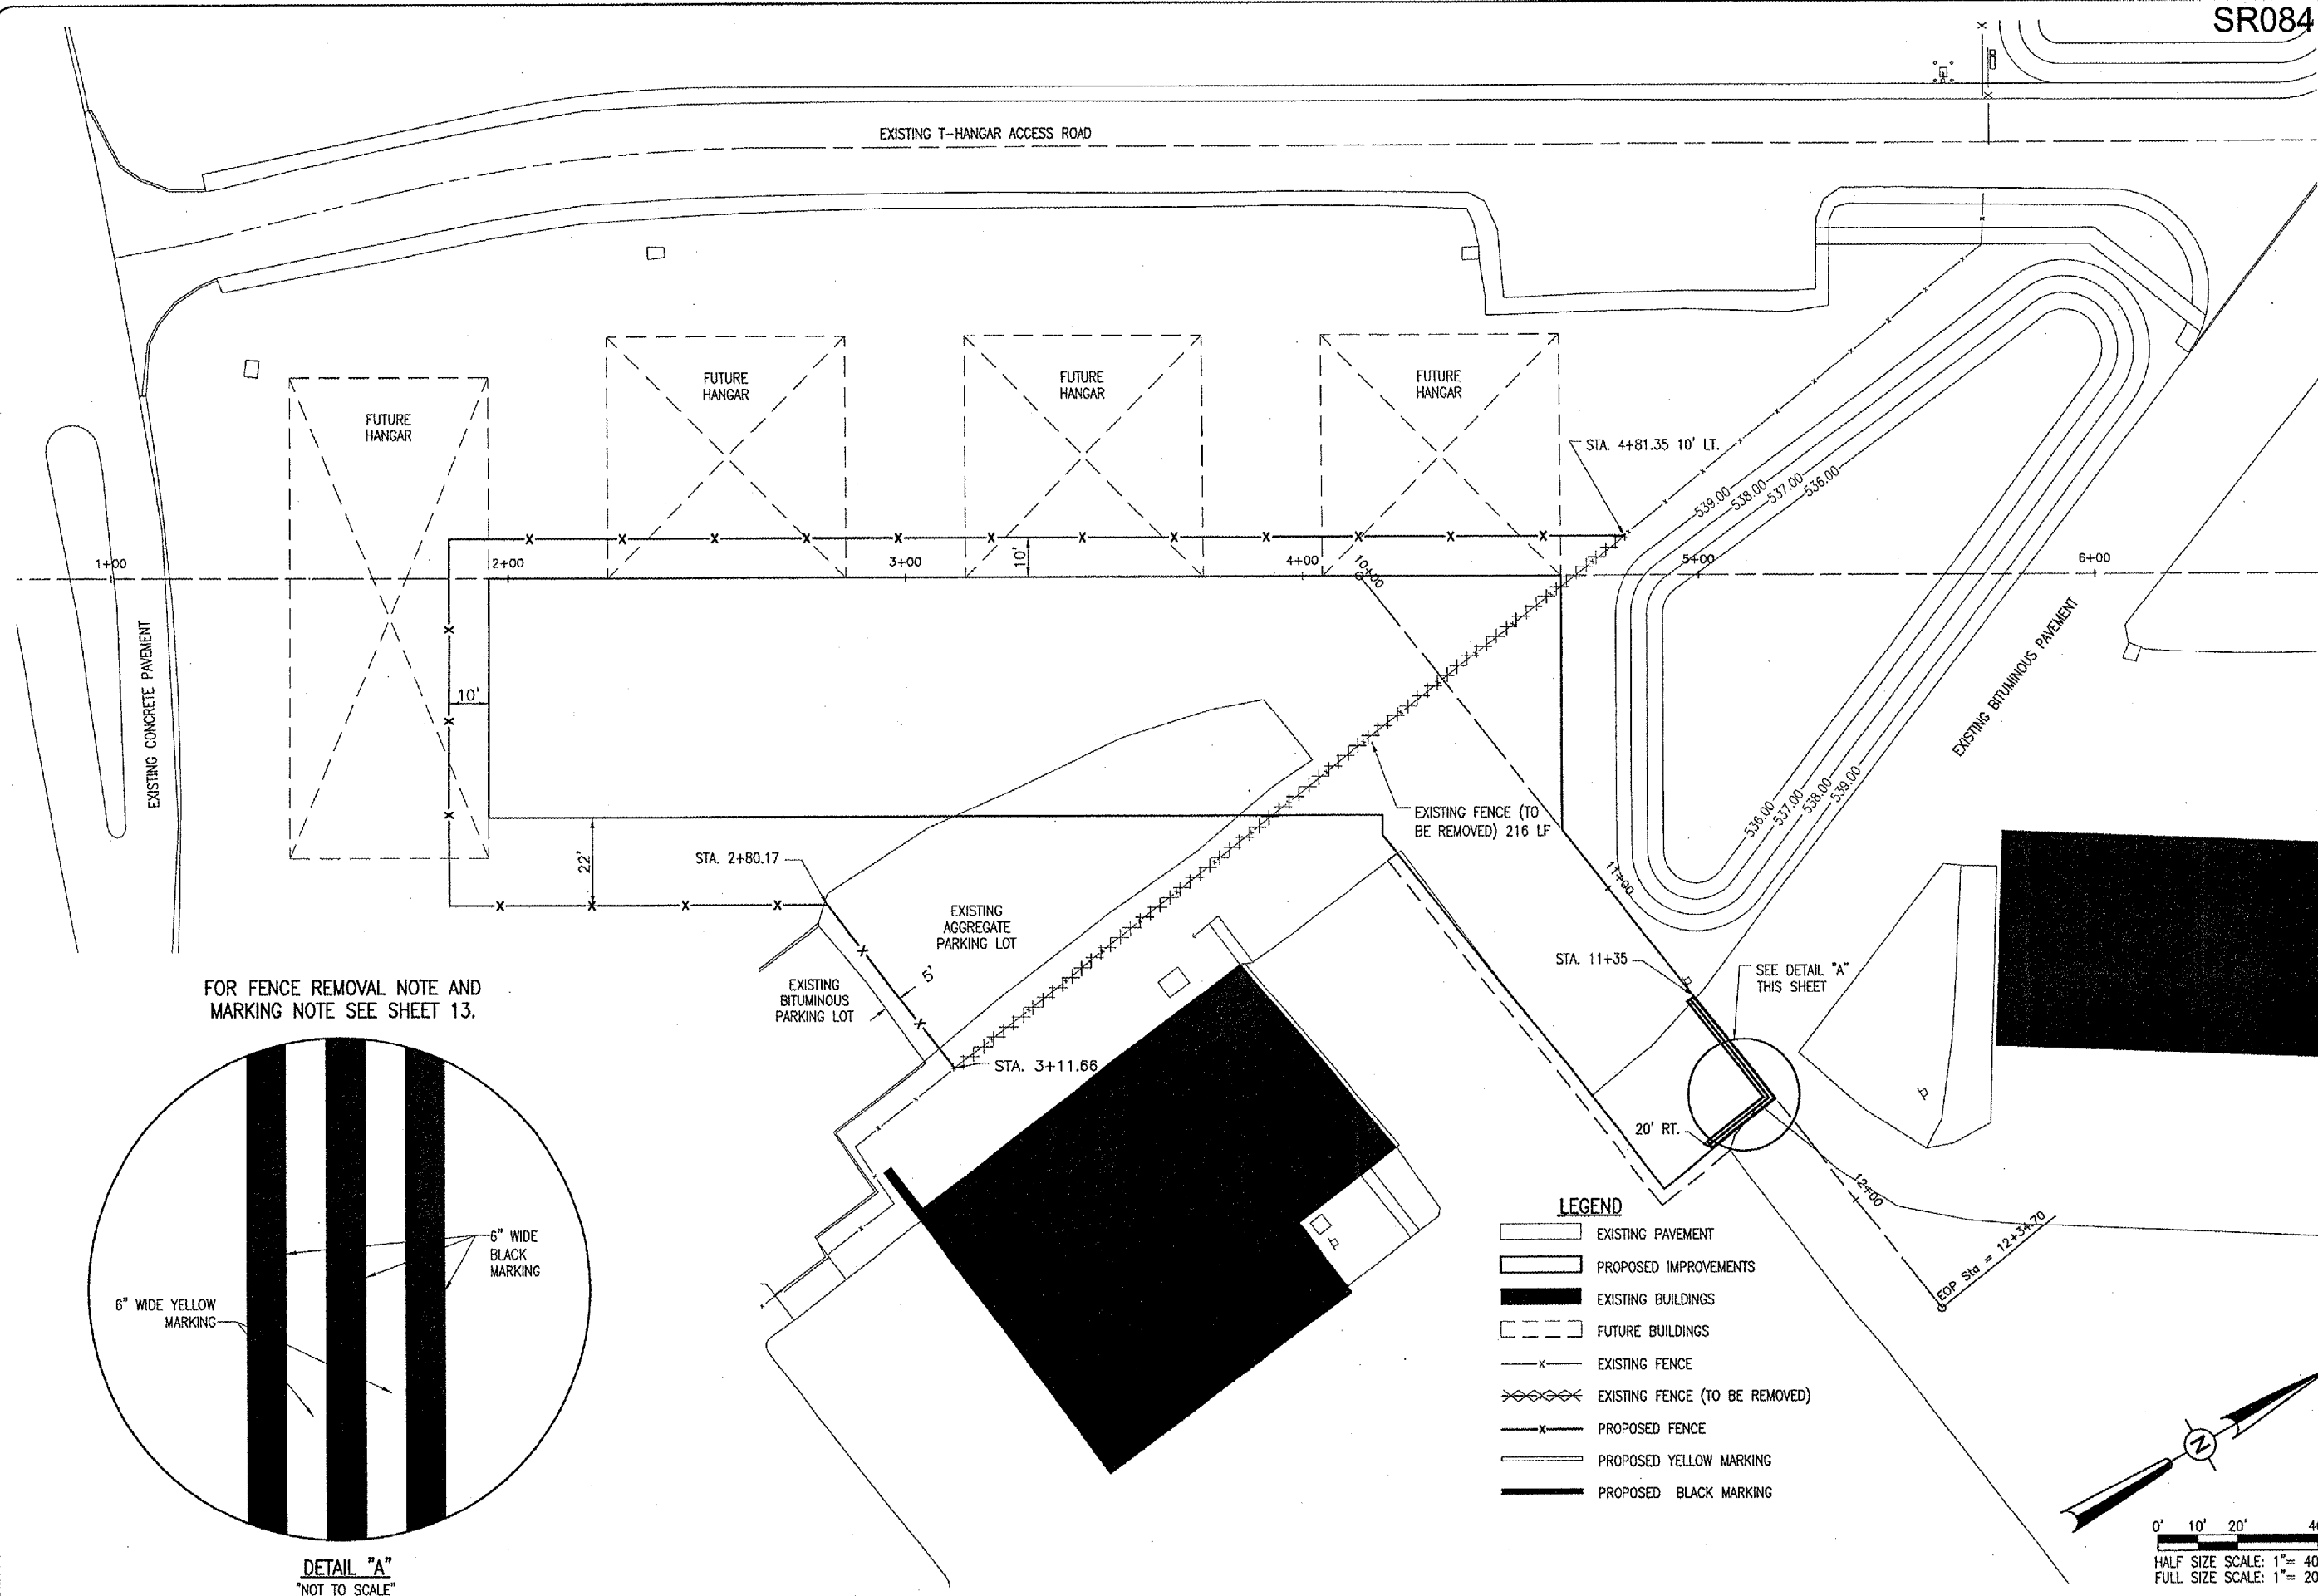 SR084
EXISTING T-HANGAR ACCESS ROAD
FUTURE
HANGAR
FUTURE
HANGAR
FUTURE
HANGAR
FUTURE
HANGAR
STA. 4+81.35 10' LT.
539.00
538.00
537.00
536.00
1+00
2+00
3+00
10'
4+00
10+00
5+00
6+00
EXISTING CONCRETE PAVEMENT
10'
EXISTING BITUMINOUS PAVEMENT
EXISTING FENCE (TO
BE REMOVED) 216 LF
536.00
537.00
538.00
539.00
STA. 2+80.17
22'
11+00
EXISTING
AGGREGATE
PARKING LOT
5'
EXISTING
BITUMINOUS
PARKING LOT
STA. 11+35
SEE DETAIL "A"
THIS SHEET
FOR FENCE REMOVAL NOTE AND
MARKING NOTE SEE SHEET 13.
STA. 3+11.66
20' RT.
12+00
EOP Sta = 12+34.70
6" WIDE
BLACK
MARKING
6" WIDE YELLOW
MARKING
DETAIL "A"
"NOT TO SCALE"
LEGEND
EXISTING PAVEMENT
PROPOSED IMPROVEMENTS
EXISTING BUILDINGS
FUTURE BUILDINGS
x EXISTING FENCE
EXISTING FENCE (TO BE REMOVED)
x PROPOSED FENCE
PROPOSED YELLOW MARKING
PROPOSED BLACK MARKING
N
0' 10' 20' 4
HALF SIZE SCALE: 1"= 40
FULL SIZE SCALE: 1"= 20